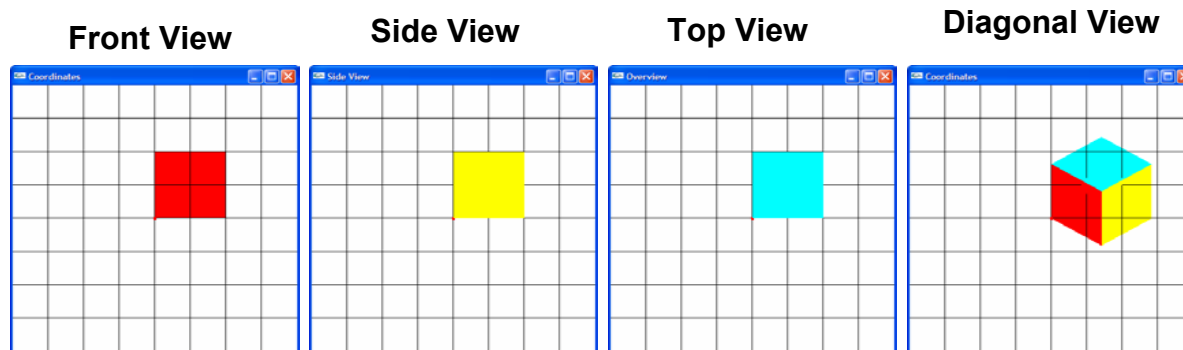 Front View
Side View
Top View
Diagonal View
Coordinates
Side View
Overview
Coordinates